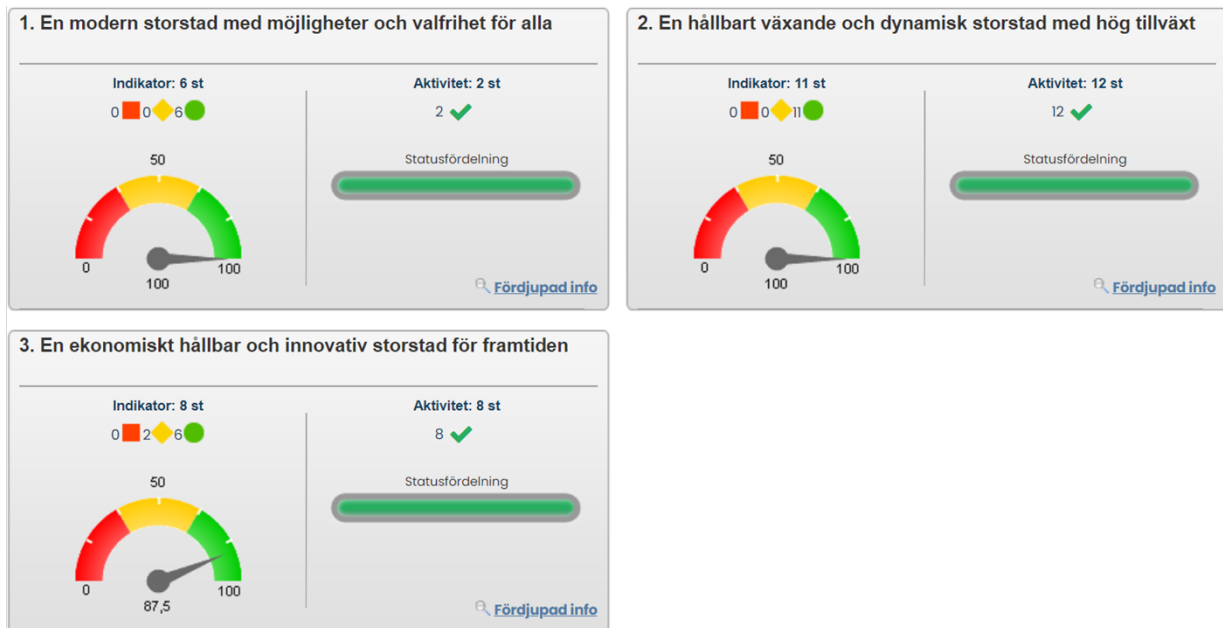 1. En modern storstad med möjligheter och valfrihet för alla
Indikator: 6 st
0 0 6
50
0
100
100
Aktivitet: 2 st
2
Statusfördelning
Fördjupad info
2. En hållbart växande och dynamisk storstad med hög tillväxt
Indikator: 11 st
0 0 11
50
0
100
100
Aktivitet: 12 st
12
Statusfördelning
Fördjupad info
3. En ekonomiskt hållbar och innovativ storstad för framtiden
Indikator: 8 st
0 2 6
50
0
100
87,5
Aktivitet: 8 st
8
Statusfördelning
Fördjupad info